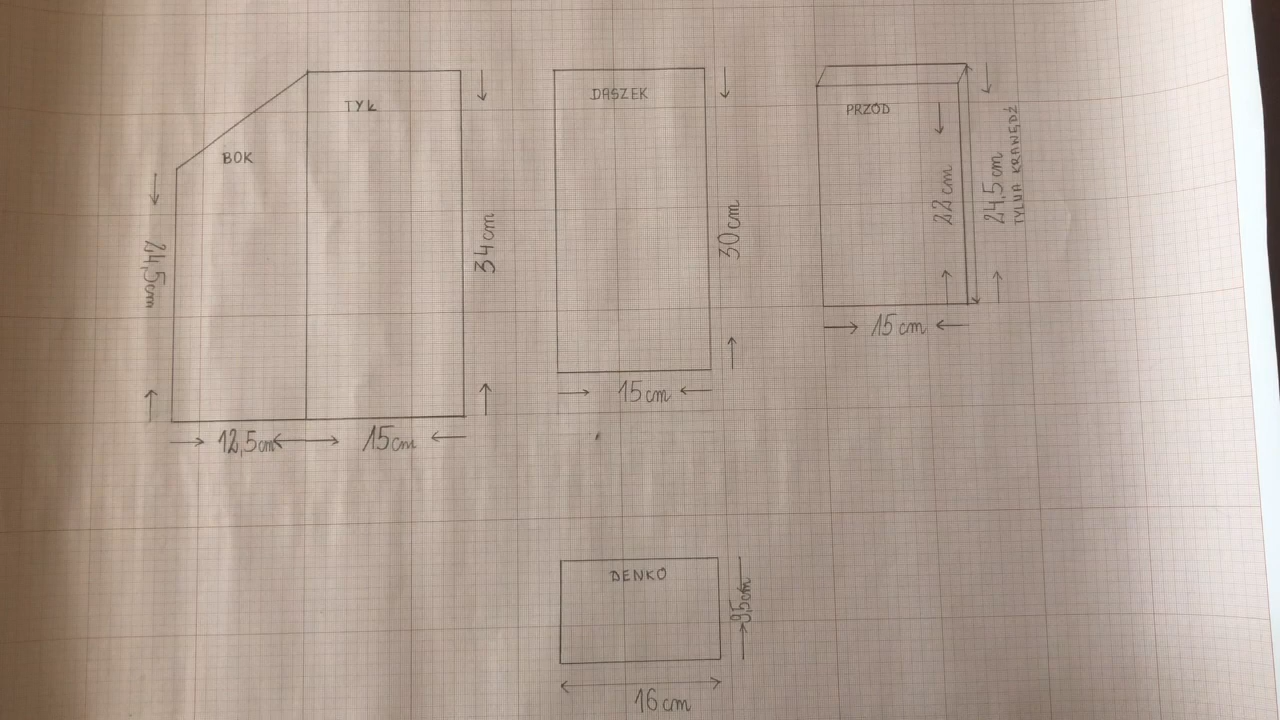 BOK
TYŁ
24,5cm
34cm
12,5cm
15cm
DASZEK
30cm
15cm
PRZÓD
22cm
24,5cm
TYLNA KRAWĘDŹ
15cm
DENKO
9,5cm
16cm